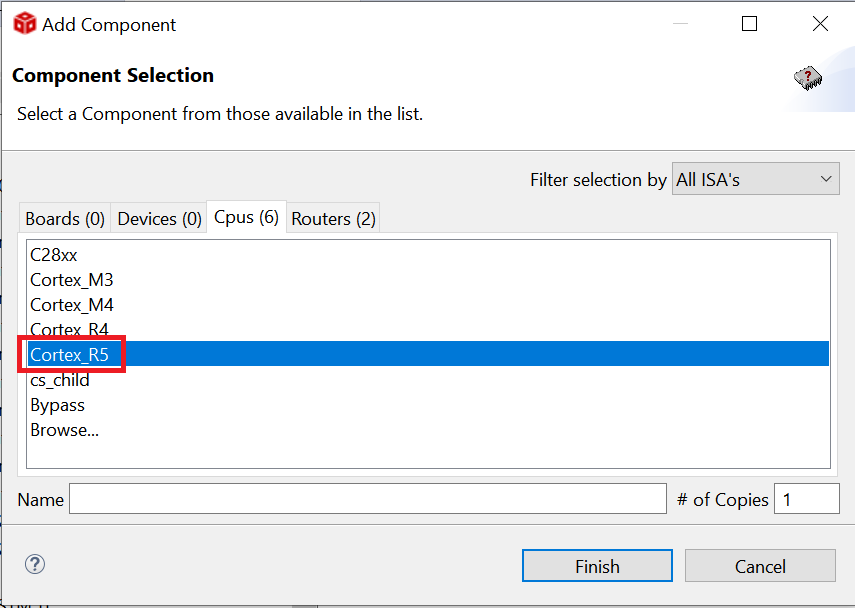 Add Component
Component Selection
Select a Component from those available in the list.
Filter selection by All ISA's
Boards (0) Devices (0) Cpus (6) Routers (2)
C28xx
Cortex_M3
Cortex_M4
Cortex_R4
Cortex_R5
cs_child
Bypass
Browse...
Name # of Copies 1
Finish Cancel